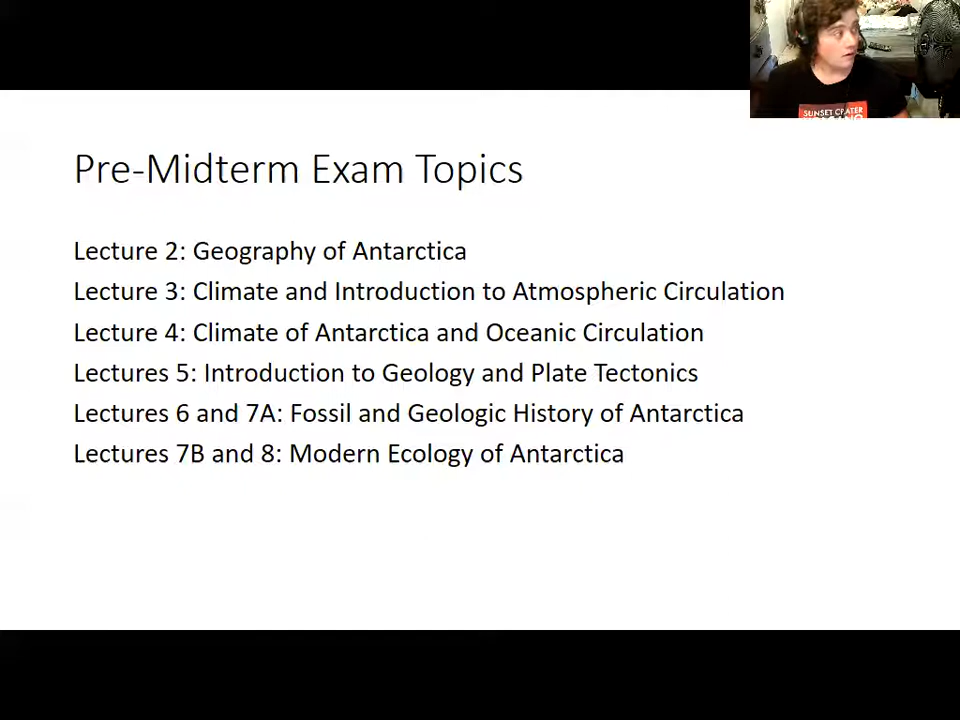 SUNSET CRATER
Pre-Midterm Exam Topics
Lecture 2: Geography of Antarctica
Lecture 3: Climate and Introduction to Atmospheric Circulation
Lecture 4: Climate of Antarctica and Oceanic Circulation
Lectures 5: Introduction to Geology and Plate Tectonics
Lectures 6 and 7A: Fossil and Geologic History of Antarctica
Lectures 7B and 8: Modern Ecology of Antarctica